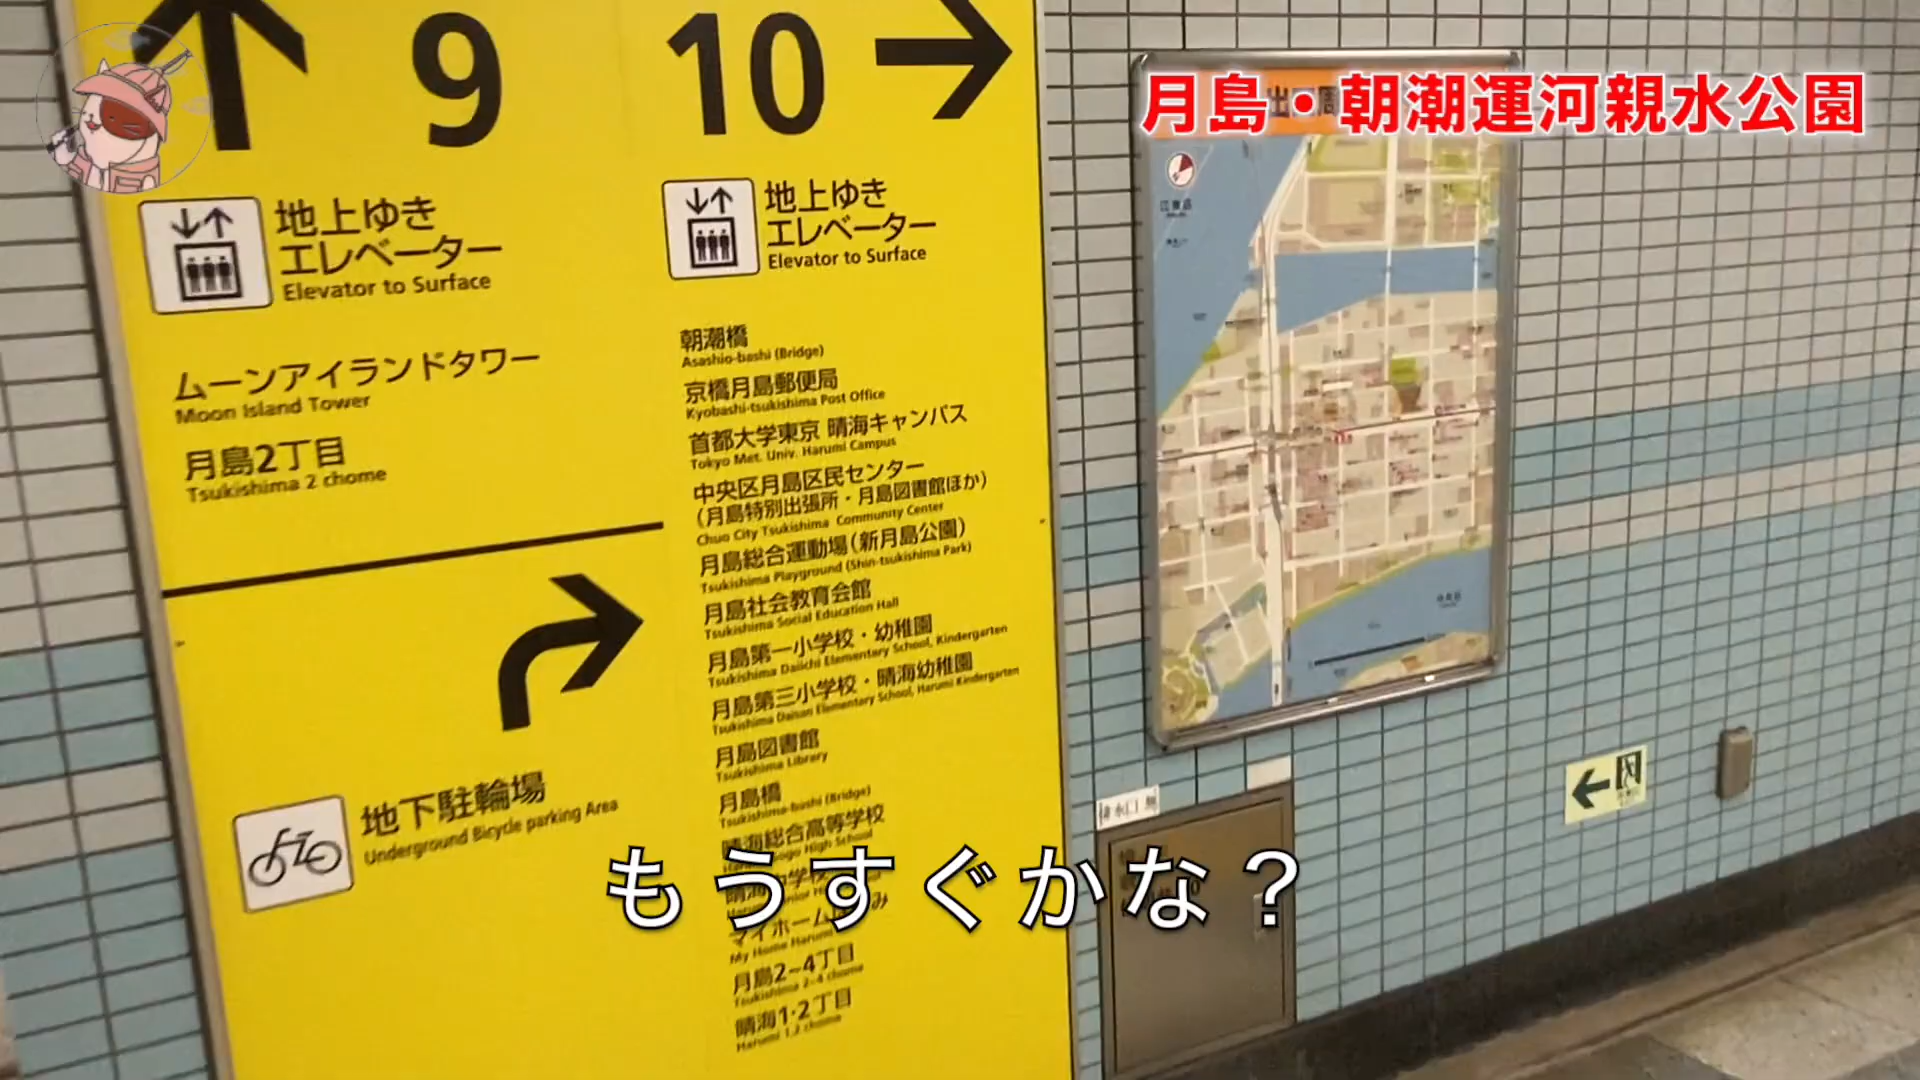 9
地上ゆき
エレベーター
Elevator to Surface
ムーンアイランドタワー
Moon Island Tower
月島2丁目
Tsukishima 2 chome
地下駐輪場
Underground Bicycle parking Area
10
地上ゆき
エレベーター
Elevator to Surface
朝潮橋
Asashio-bashi (Bridge)
京橋月島郵便局
Kyobashi-tsukishima Post Office
首都大学東京 晴海キャンパス
Tokyo Met. Univ. Harumi Campus
中央区月島区民センター
（月島特別出張所・月島図書館ほか）
Chuo City Tsukishima Community Center
月島総合運動場（新月島公園）
Tsukishima Playground (Shin-tsukishima Park)
月島社会教育会館
Tsukishima Social Education Hall
月島第一小学校・幼稚園
Tsukishima Daiichi Elementary School, Kindergarten
月島第三小学校・晴海幼稚園
Tsukishima Daisan Elementary School, Harumi Kindergarten
月島図書館
Tsukishima Library
月島橋
Tsukishima-bashi (Bridge)
晴海総合高等学校
My Home Harumi
月島2−4丁目
Tsukishima 2-4 chome
晴海1·2丁目
Harumi 1,2 chome
月島・朝潮運河親水公園
江東区
もうすぐかな？